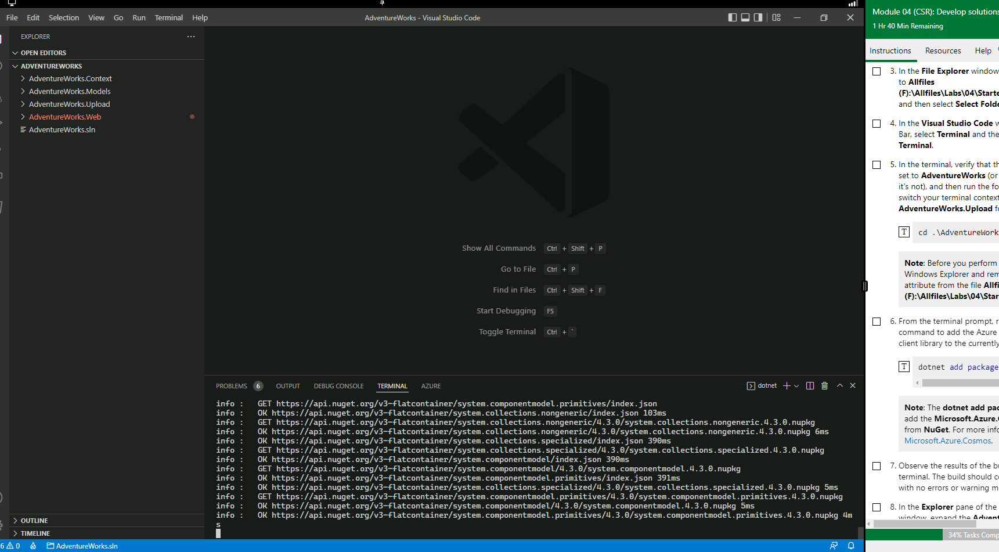 File Edit Selection View Go Run Terminal Help
AdventureWorks - Visual Studio Code
EXPLORER
OPEN EDITORS
ADVENTUREWORKS
AdventureWorks.Context
AdventureWorks.Models
AdventureWorks.Upload
AdventureWorks.Web
AdventureWorks.sln
Show All Commands Ctrl + Shift + P
Go to File Ctrl + P
Find in Files Ctrl + Shift + F
Start Debugging F5
Toggle Terminal Ctrl + `
PROBLEMS 6 OUTPUT DEBUG CONSOLE TERMINAL AZURE
dotnet
info :   GET https://api.nuget.org/v3-flatcontainer/system.componentmodel.primitives/index.json
info :   OK https://api.nuget.org/v3-flatcontainer/system.collections.nongeneric/index.json 103ms
info :   GET https://api.nuget.org/v3-flatcontainer/system.collections.nongeneric/4.3.0/system.collections.nongeneric.4.3.0.nupkg
info :   OK https://api.nuget.org/v3-flatcontainer/system.collections.nongeneric/4.3.0/system.collections.nongeneric.4.3.0.nupkg 6ms
info :   OK https://api.nuget.org/v3-flatcontainer/system.collections.specialized/index.json 390ms
info :   GET https://api.nuget.org/v3-flatcontainer/system.collections.specialized/4.3.0/system.collections.specialized.4.3.0.nupkg
info :   OK https://api.nuget.org/v3-flatcontainer/system.componentmodel/index.json 390ms
info :   GET https://api.nuget.org/v3-flatcontainer/system.componentmodel/4.3.0/system.componentmodel.4.3.0.nupkg
info :   OK https://api.nuget.org/v3-flatcontainer/system.componentmodel.primitives/index.json 391ms
info :   OK https://api.nuget.org/v3-flatcontainer/system.collections.specialized/4.3.0/system.collections.specialized.4.3.0.nupkg 5ms
info :   GET https://api.nuget.org/v3-flatcontainer/system.componentmodel.primitives/4.3.0/system.componentmodel.primitives.4.3.0.nupkg
info :   OK https://api.nuget.org/v3-flatcontainer/system.componentmodel/4.3.0/system.componentmodel.4.3.0.nupkg 5ms
info :   OK https://api.nuget.org/v3-flatcontainer/system.componentmodel.primitives/4.3.0/system.componentmodel.primitives.4.3.0.nupkg 4m
s
OUTLINE
TIMELINE
6 0 AdventureWorks.sln
Module 04 (CSR): Develop solutions
1 Hr 40 Min Remaining
Instructions Resources Help
3. In the File Explorer window
to Allfiles
(F):\Allfiles\Labs\04\Starte
and then select Select Folde
4. In the Visual Studio Code w
Bar, select Terminal and the
Terminal.
5. In the terminal, verify that th
set to AdventureWorks (or
it's not), and then run the fo
switch your terminal context
AdventureWorks.Upload fo
T cd .\AdventureWork
Note: Before you perform
Windows Explorer and rem
attribute from the file Allfi
(F):\Allfiles\Labs\04\Star
6. From the terminal prompt, r
command to add the Azure
client library to the currently
T dotnet add package
Note: The dotnet add pac
add the Microsoft.Azure.C
from NuGet. For more info
Microsoft.Azure.Cosmos.
7. Observe the results of the bu
terminal. The build should co
with no errors or warning m
8. In the Explorer pane of the
window, expand the Advent
34% Tasks Comp